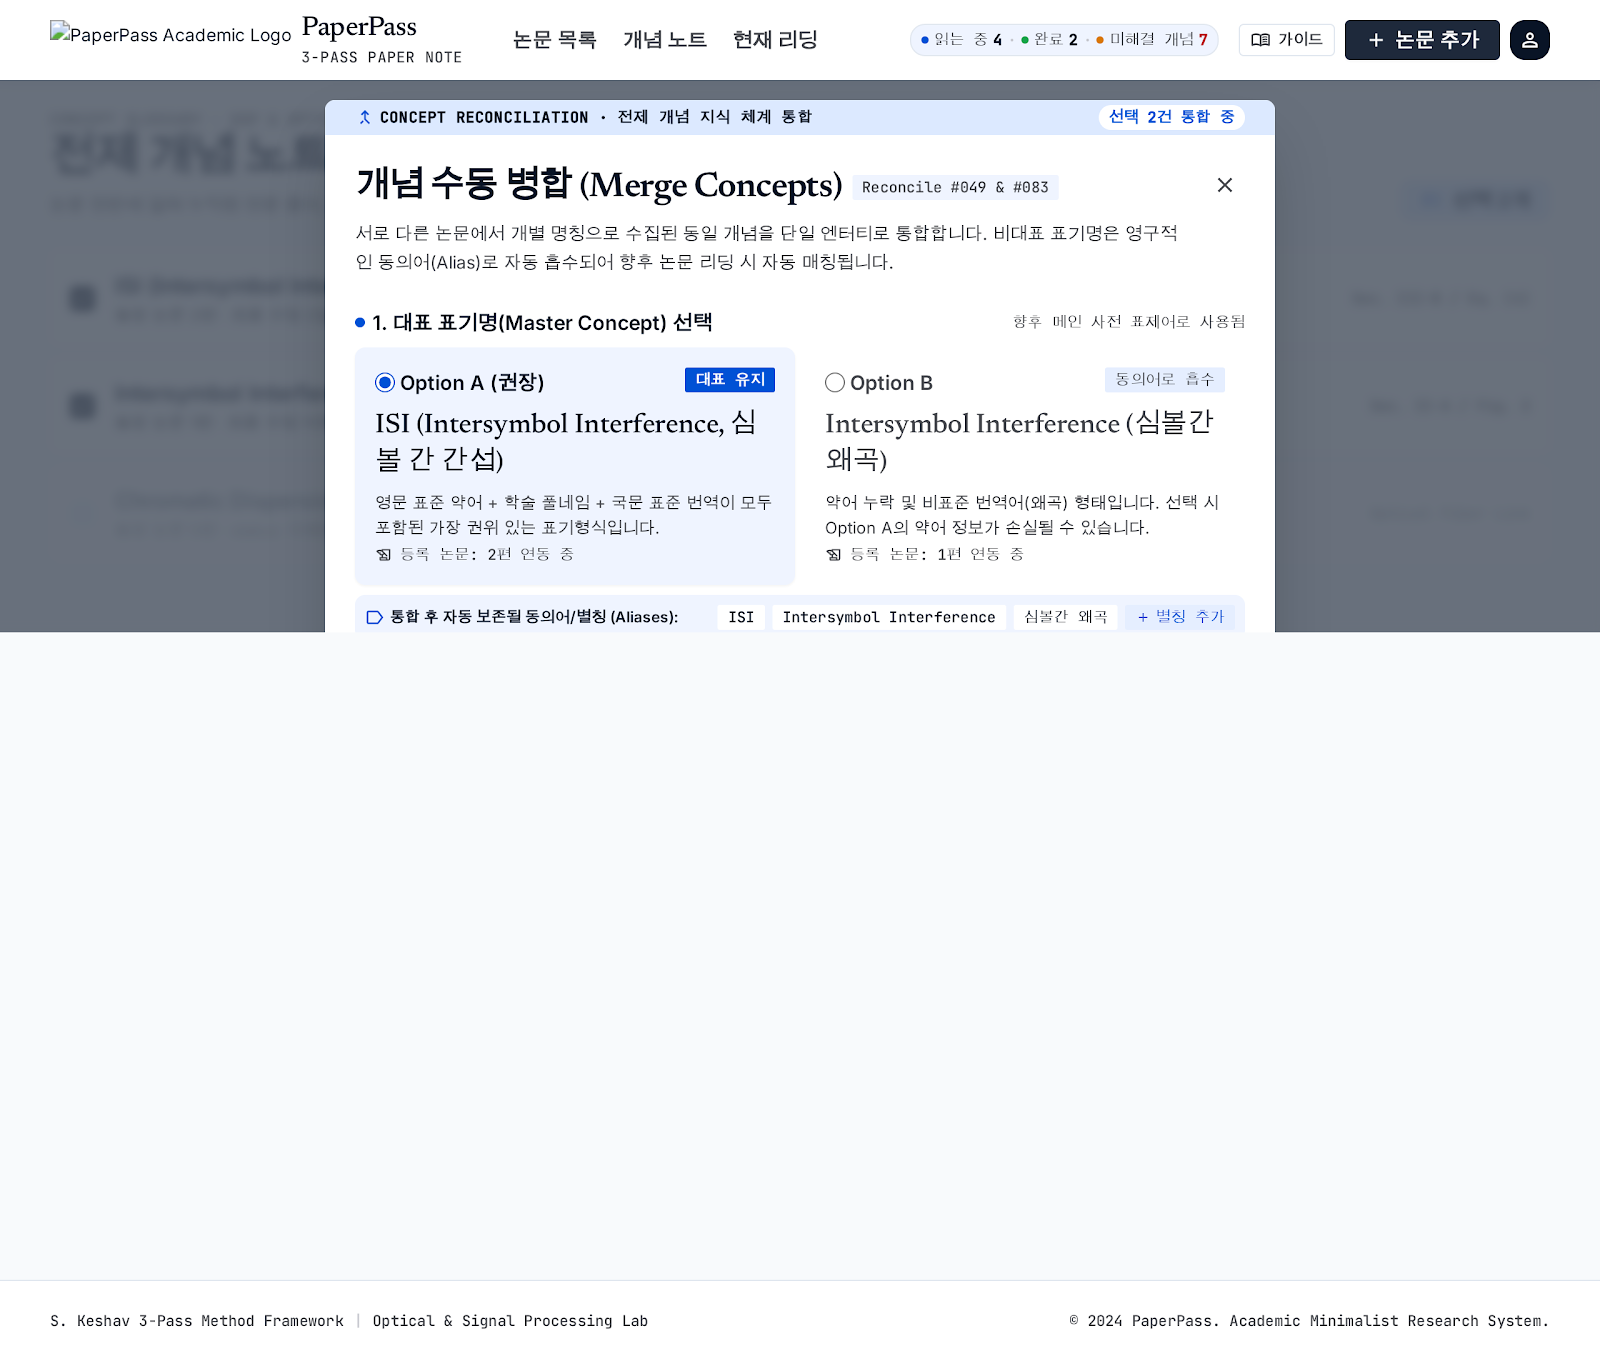 PaperPass Academic Logo
PaperPass
3-PASS PAPER NOTE
논문 목록 개념 노트 현재 리딩
읽는 중 4 · 완료 2 · 미해결 개념 7
가이드
+ 논문 추가
CONCEPT RECONCILIATION · 전제 개념 지식 체계 통합
선택 2건 통합 중
전제 개념 노트
개념 수동 병합 (Merge Concepts)
Reconcile #049 & #083
서로 다른 논문에서 개별 명칭으로 수집된 동일 개념을 단일 엔터티로 통합합니다. 비대표 표기명은 영구적
인 동의어(Alias)로 자동 흡수되어 향후 논문 리딩 시 자동 매칭됩니다.
1. 대표 표기명(Master Concept) 선택
향후 메인 사전 표제어로 사용됨
Option A (권장)
대표 유지
ISI (Intersymbol Interference, 심
볼 간 간섭)
영문 표준 약어 + 학술 풀네임 + 국문 표준 번역이 모두
포함된 가장 권위 있는 표기형식입니다.
등록 논문: 2편 연동 중
Option B
동의어로 흡수
Intersymbol Interference (심볼간
왜곡)
약어 누락 및 비표준 번역어(왜곡) 형태입니다. 선택 시
Option A의 약어 정보가 손실될 수 있습니다.
등록 논문: 1편 연동 중
통합 후 자동 보존될 동의어/별칭 (Aliases):
ISI
Intersymbol Interference
심볼간 왜곡
+ 별칭 추가
S. Keshav 3-Pass Method Framework | Optical & Signal Processing Lab
© 2024 PaperPass. Academic Minimalist Research System.